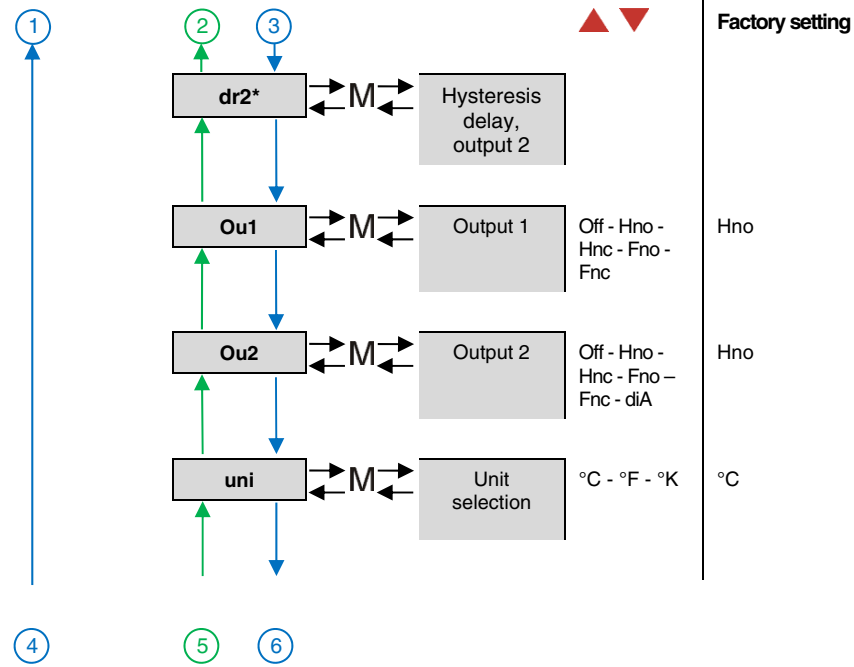 1
2
3
Factory setting
dr2*
M
Hysteresis
delay,
output 2
Ou1
M
Output 1
Off - Hno -
Hnc - Fno -
Fnc
Hno
Ou2
M
Output 2
Off - Hno -
Hnc - Fno –
Fnc - diA
Hno
uni
M
Unit
selection
°C - °F - °K
°C
4
5
6